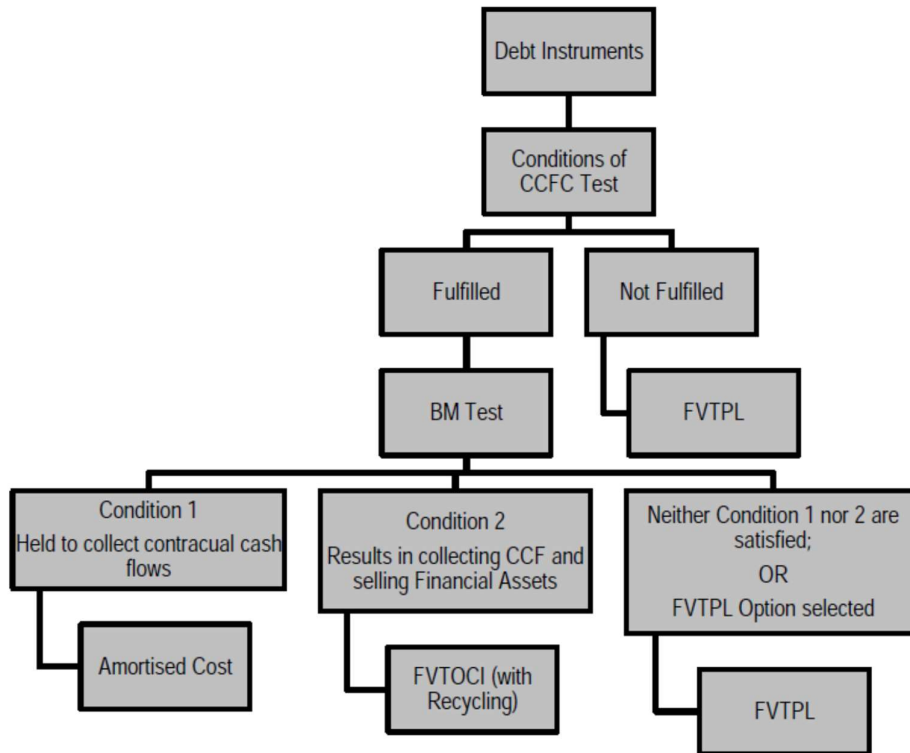 Debt Instruments
Conditions of
CCFC Test
Fulfilled
Not Fulfilled
BM Test
FVTPL
Condition 1
Held to collect contracual cash
flows
Condition 2
Results in collecting CCF and
selling Financial Assets
Neither Condition 1 nor 2 are
satisfied;
OR
FVTPL Option selected
Amortised Cost
FVTOCI (with
Recycling)
FVTPL